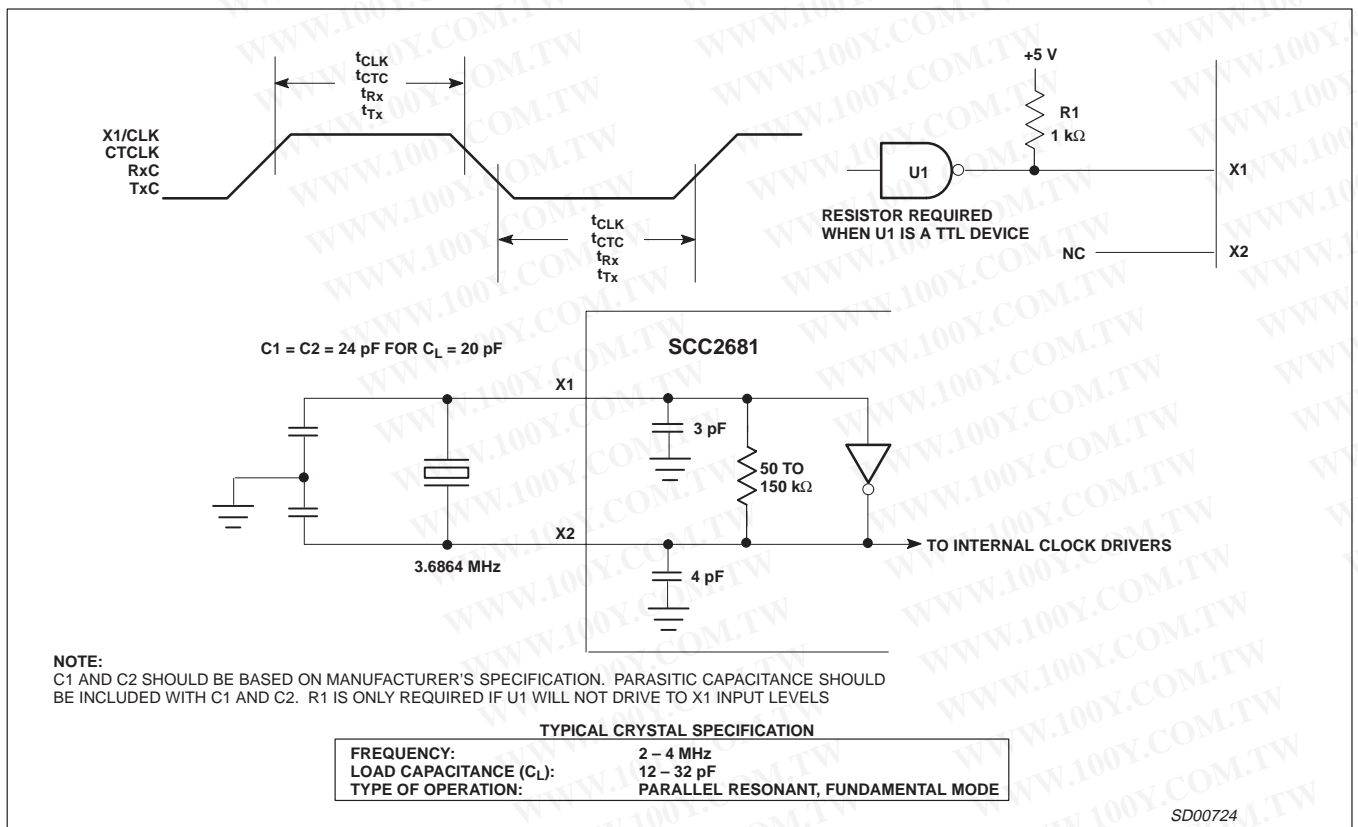 tCLK
tCTC
tRx
tTx
X1/CLK
CTCLK
RxC
TxC
tCLK
tCTC
tRx
tTx
+5 V
R1
1 kΩ
U1
X1
RESISTOR REQUIRED
WHEN U1 IS A TTL DEVICE
NC
X2
C1 = C2 = 24 pF FOR CL = 20 pF
SCC2681
X1
3 pF
50 TO
150 kΩ
X2
TO INTERNAL CLOCK DRIVERS
3.6864 MHz
4 pF
NOTE:
C1 AND C2 SHOULD BE BASED ON MANUFACTURER'S SPECIFICATION. PARASITIC CAPACITANCE SHOULD
BE INCLUDED WITH C1 AND C2. R1 IS ONLY REQUIRED IF U1 WILL NOT DRIVE TO X1 INPUT LEVELS
TYPICAL CRYSTAL SPECIFICATION
FREQUENCY: 2 – 4 MHz
LOAD CAPACITANCE (CL): 12 – 32 pF
TYPE OF OPERATION: PARALLEL RESONANT, FUNDAMENTAL MODE
SD00724
WWW.100Y.COM.TW